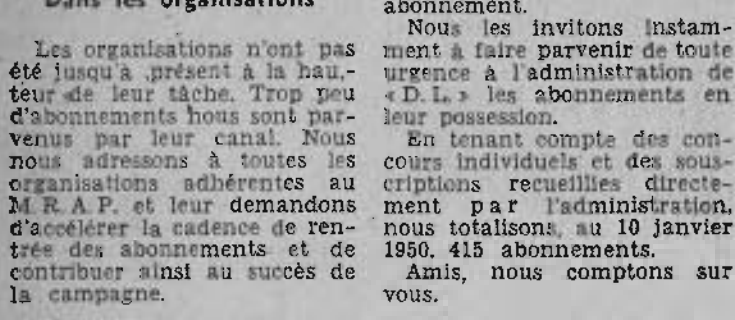 Dans les organisations
Les organisations n'ont pas
été jusqu'à présent à la hau-
teur de leur tâche. Trop peu
d'abonnements nous sont par-
venus par leur canal. Nous
nous adressons à toutes les
organisations adhérentes au
M.R.A.P. et leur demandons
d'accélérer la cadence de ren-
trée des abonnements et de
contribuer ainsi au succès de
la campagne.
abonnement.
Nous les invitons instam-
ment à faire parvenir de toute
urgence à l'administration de
« D.L. » les abonnements en
leur possession.
En tenant compte des con-
cours individuels et des sous-
criptions recueillies directe-
ment par l'administration,
nous totalisons, au 10 janvier
1950. 415 abonnements.
Amis, nous comptons sur
vous.